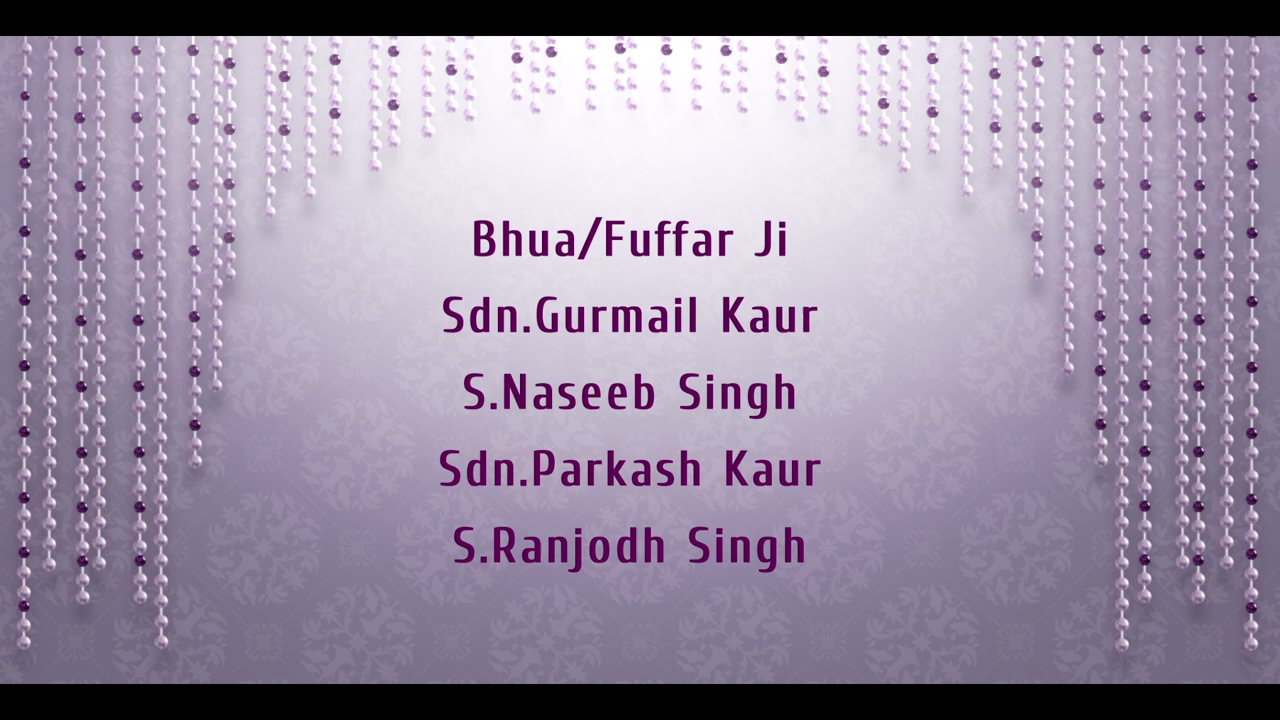 Bhua/Fuffar Ji
Sdn.Gurmail Kaur
S.Naseeb Singh
Sdn.Parkash Kaur
S.Ranjodh Singh